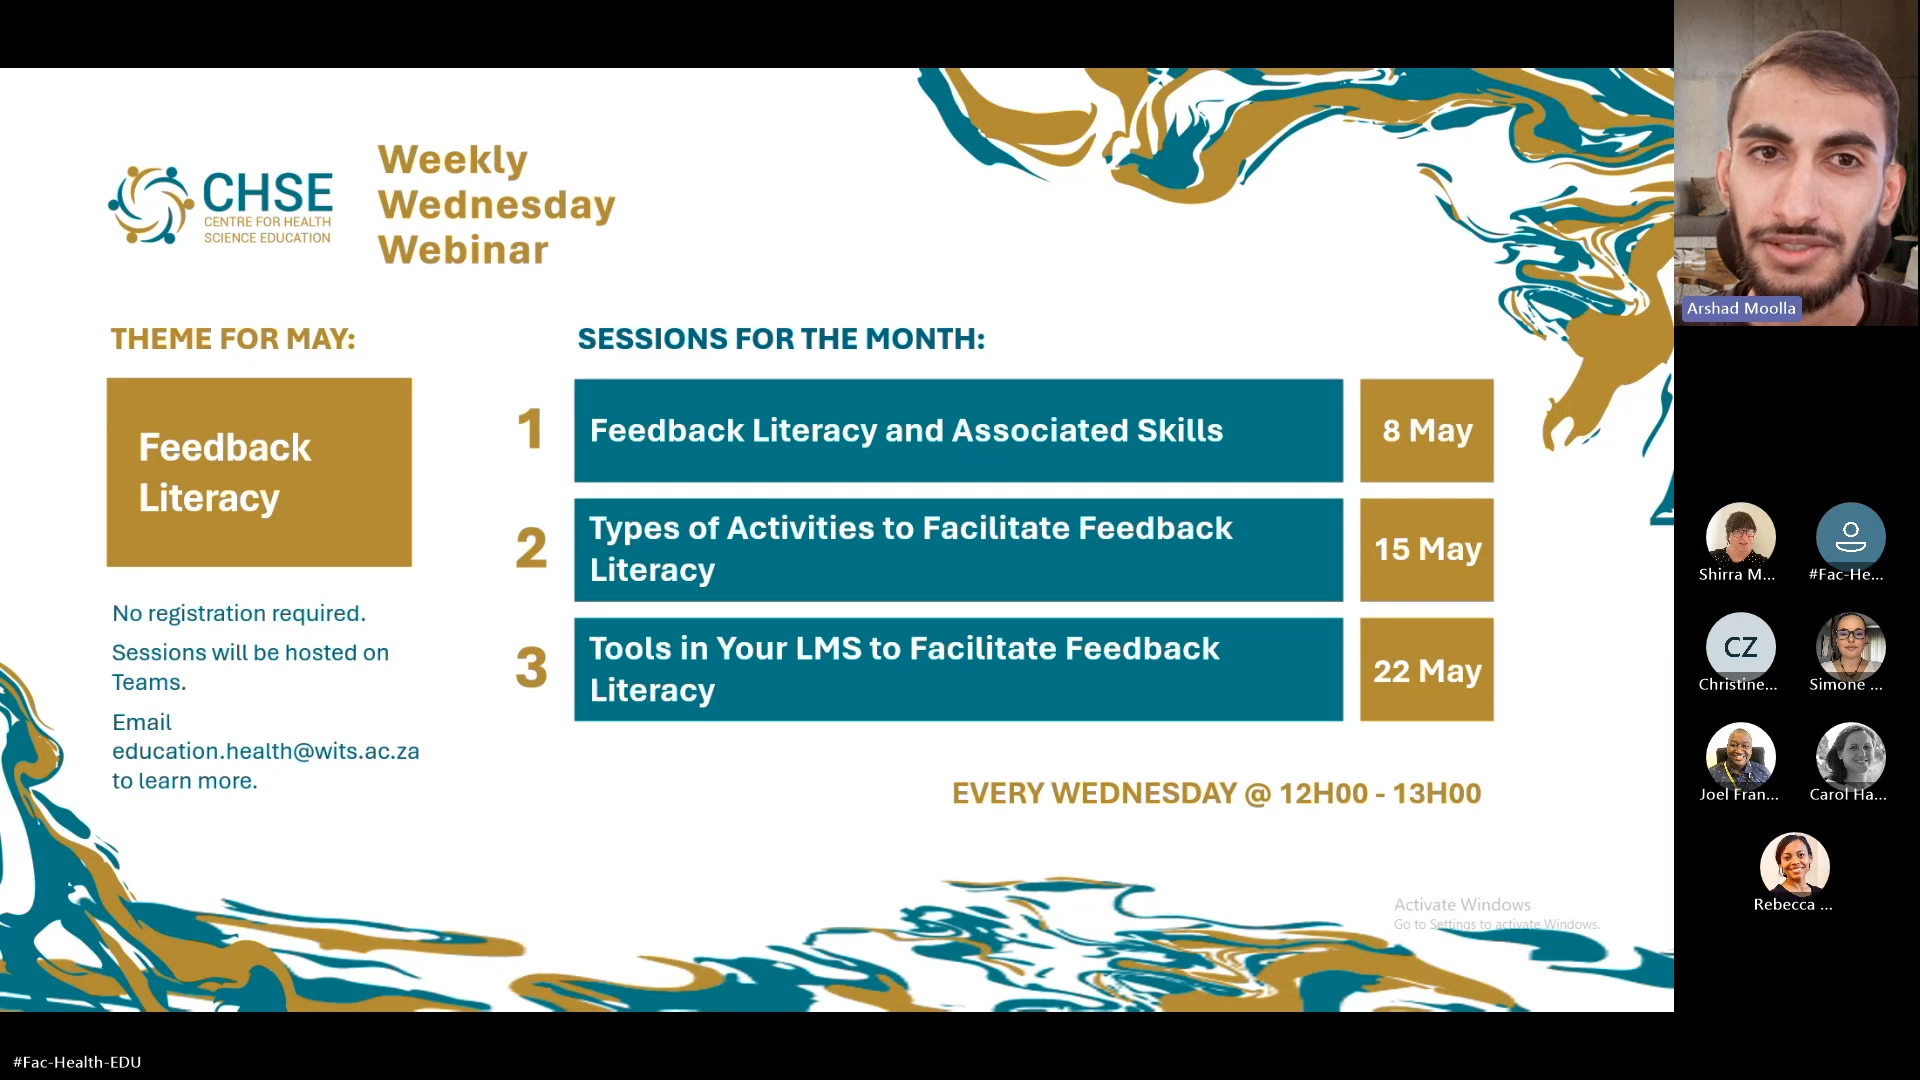 CHSE
CENTRE FOR HEALTH
SCIENCE EDUCATION
Weekly
Wednesday
Webinar
THEME FOR MAY:
Feedback
Literacy
No registration required.
Sessions will be hosted on
Teams.
Email
education.health@wits.ac.za
to learn more.
SESSIONS FOR THE MONTH:
1
Feedback Literacy and Associated Skills
8 May
2
Types of Activities to Facilitate Feedback
Literacy
15 May
3
Tools in Your LMS to Facilitate Feedback
Literacy
22 May
EVERY WEDNESDAY @ 12H00 - 13H00
Activate Windows
Go to Settings to activate Windows.
Arshad Moolla
Shirra M...
#Fac-He...
CZ
Christine...
Simone ...
Joel Fran...
Carol Ha...
Rebecca ...
#Fac-Health-EDU